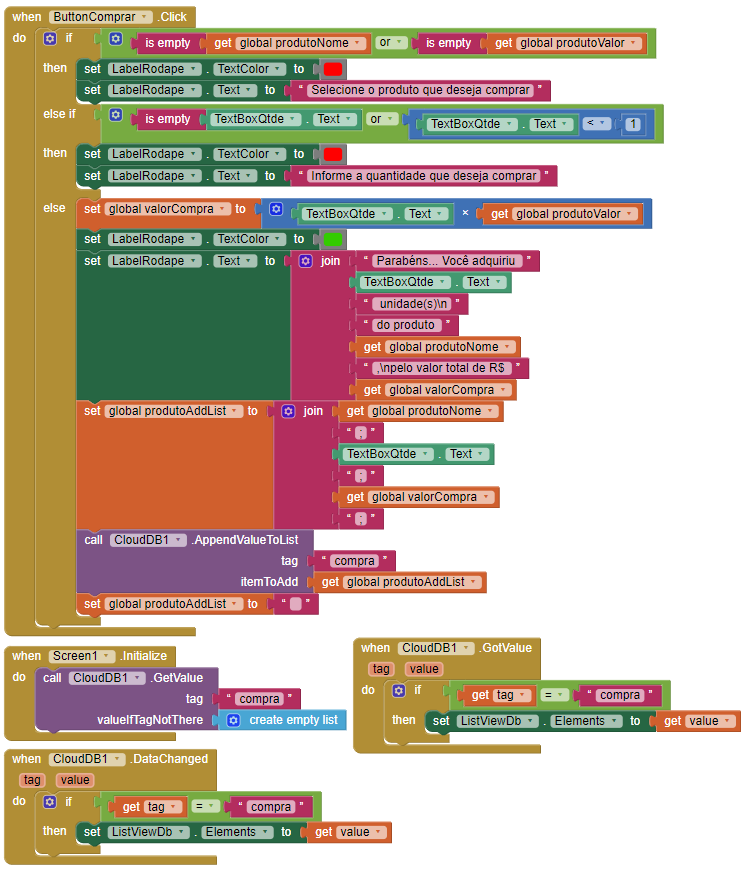 when ButtonComprar .Click
do if is empty get global produtoNome or is empty get global produtoValor
then set LabelRodape . TextColor to
set LabelRodape . Text to “ Selecione o produto que deseja comprar ”
else if is empty TextBoxQtde . Text or TextBoxQtde . Text < 1
then set LabelRodape . TextColor to
set LabelRodape . Text to “ Informe a quantidade que deseja comprar ”
else set global valorCompra to TextBoxQtde . Text × get global produtoValor
set LabelRodape . TextColor to
set LabelRodape . Text to join “ Parabéns... Você adquiriu ”
TextBoxQtde . Text
“ unidade(s)\n ”
“ do produto ”
get global produtoNome
“ ,\npelo valor total de R$ ”
get global valorCompra
set global produtoAddList to join get global produtoNome
“ ; ”
TextBoxQtde . Text
“ ; ”
get global valorCompra
“ ; ”
call CloudDB1 .AppendValueToList
tag “ compra ”
itemToAdd get global produtoAddList
set global produtoAddList to “ ”
when Screen1 .Initialize
do call CloudDB1 .GetValue
tag “ compra ”
valueIfTagNotThere create empty list
when CloudDB1 .GotValue
tag value
do if get tag = “ compra ”
then set ListViewDb . Elements to get value
when CloudDB1 .DataChanged
tag value
do if get tag = “ compra ”
then set ListViewDb . Elements to get value